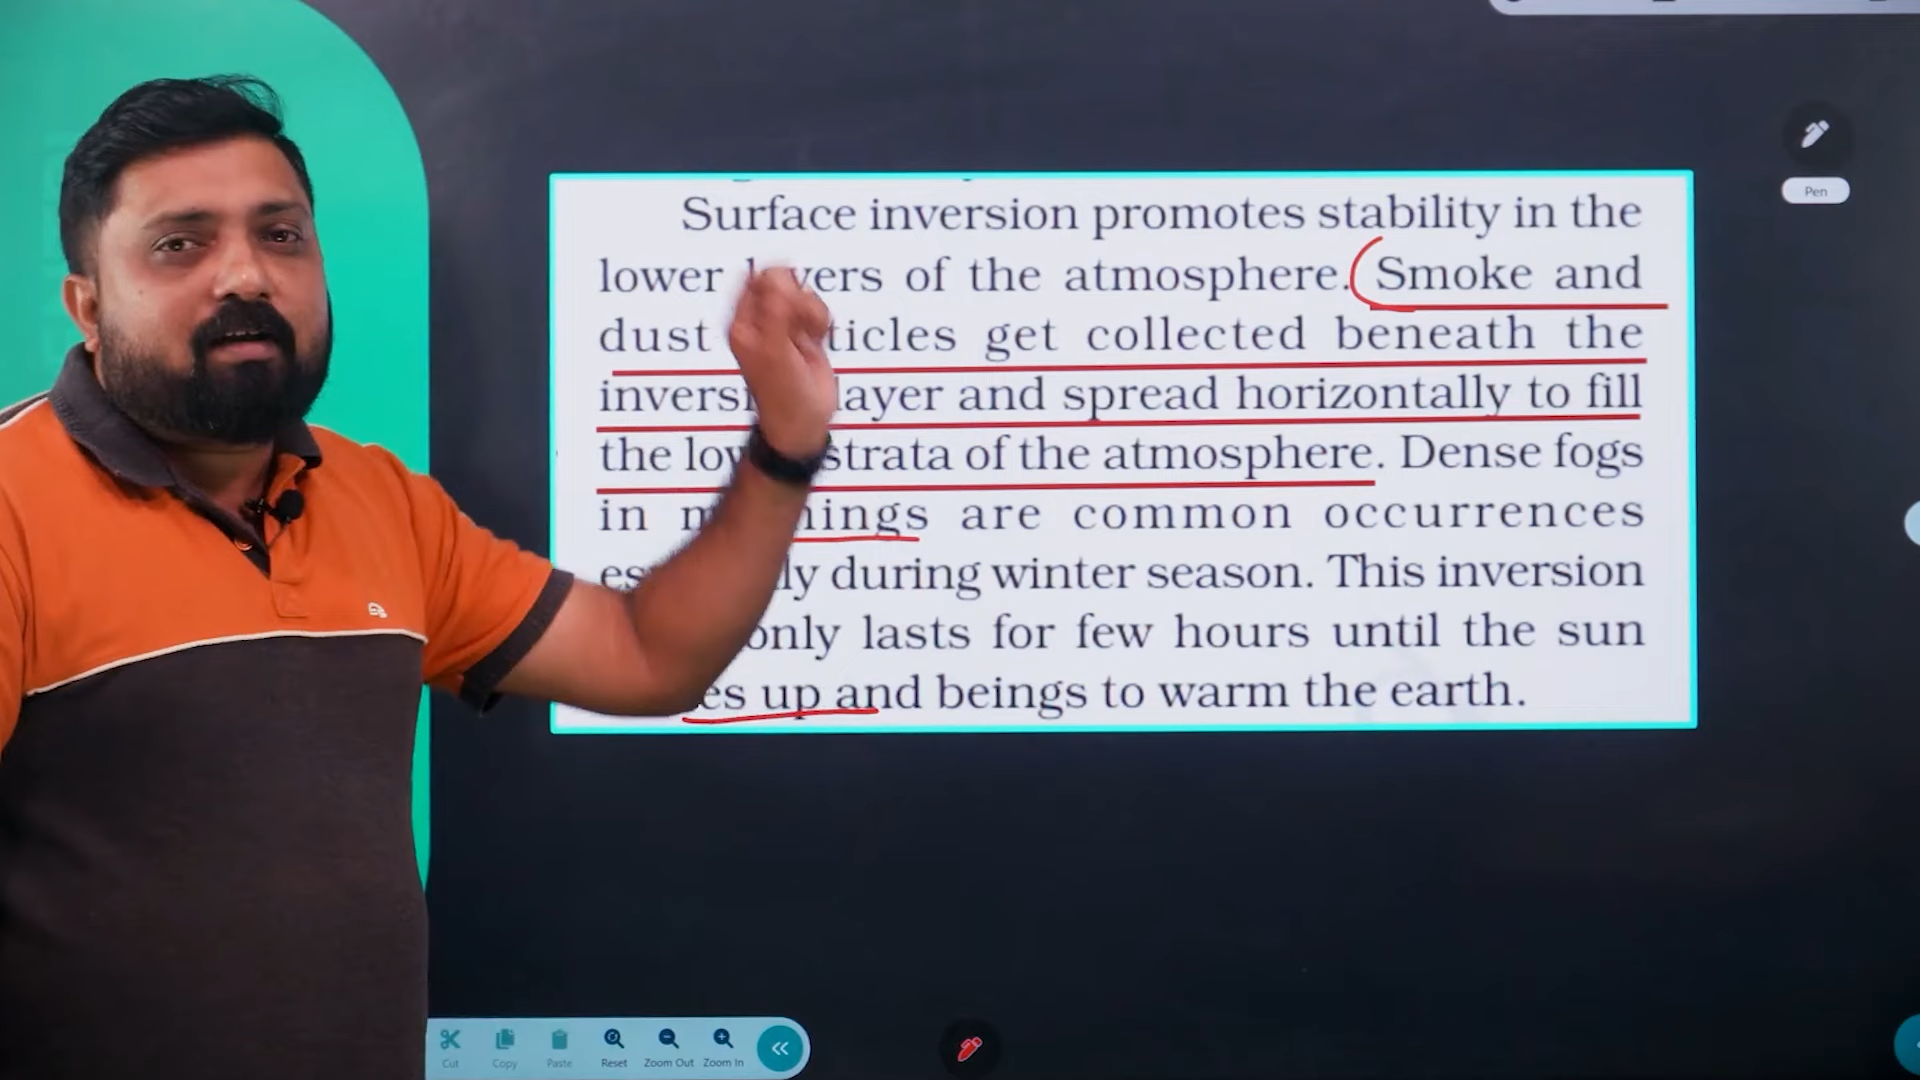 Surface inversion promotes stability in the
lower layers of the atmosphere. Smoke and
dust ticles get collected beneath the
inversi layer and spread horizontally to fill
the low strata of the atmosphere. Dense fogs
in m nings are common occurrences
es ly during winter season. This inversion
only lasts for few hours until the sun
es up and beings to warm the earth.
Pen
Cut
Copy
Paste
Reset
Zoom Out
Zoom In